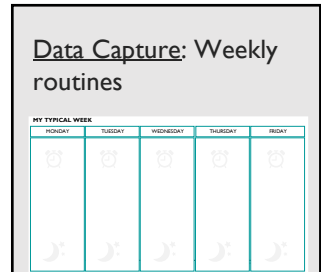 Data Capture: Weekly
routines
MY TYPICAL WEEK
MONDAY TUESDAY WEDNESDAY THURSDAY FRIDAY